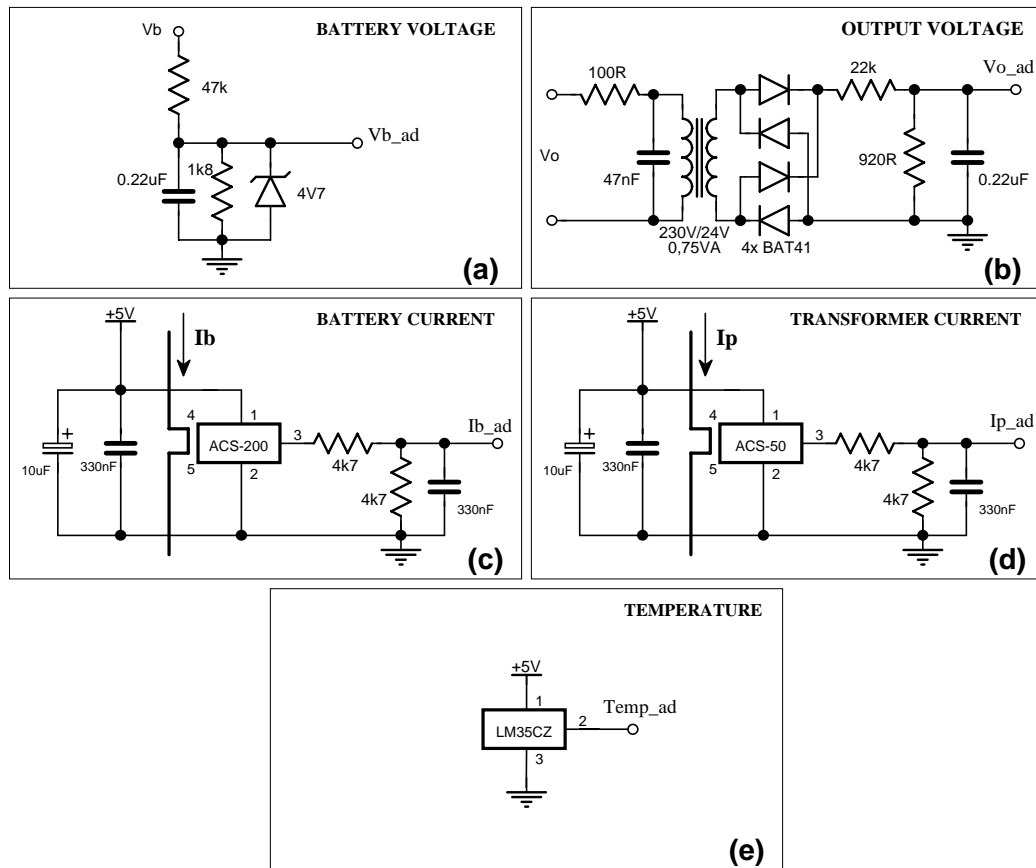 Vb
BATTERY VOLTAGE
47k
Vb_ad
0.22uF
1k8
4V7
(a)
OUTPUT VOLTAGE
100R
22k
Vo_ad
Vo
47nF
920R
0.22uF
230V/24V
0,75VA
4x BAT41
(b)
+5V
BATTERY CURRENT
Ib
4
1
+
ACS-200
3
Ib_ad
10uF
330nF
5
2
4k7
4k7
330nF
(c)
+5V
TRANSFORMER CURRENT
Ip
4
1
+
ACS-50
3
Ip_ad
10uF
330nF
5
2
4k7
4k7
330nF
(d)
TEMPERATURE
+5V
1
Temp_ad
LM35CZ
2
3
(e)